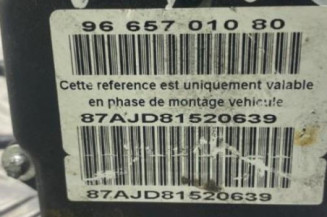 96 657 010 80
Cette reference est uniquement valable
en phase de montage vehicule
87AJD81520639
87AJD81520639